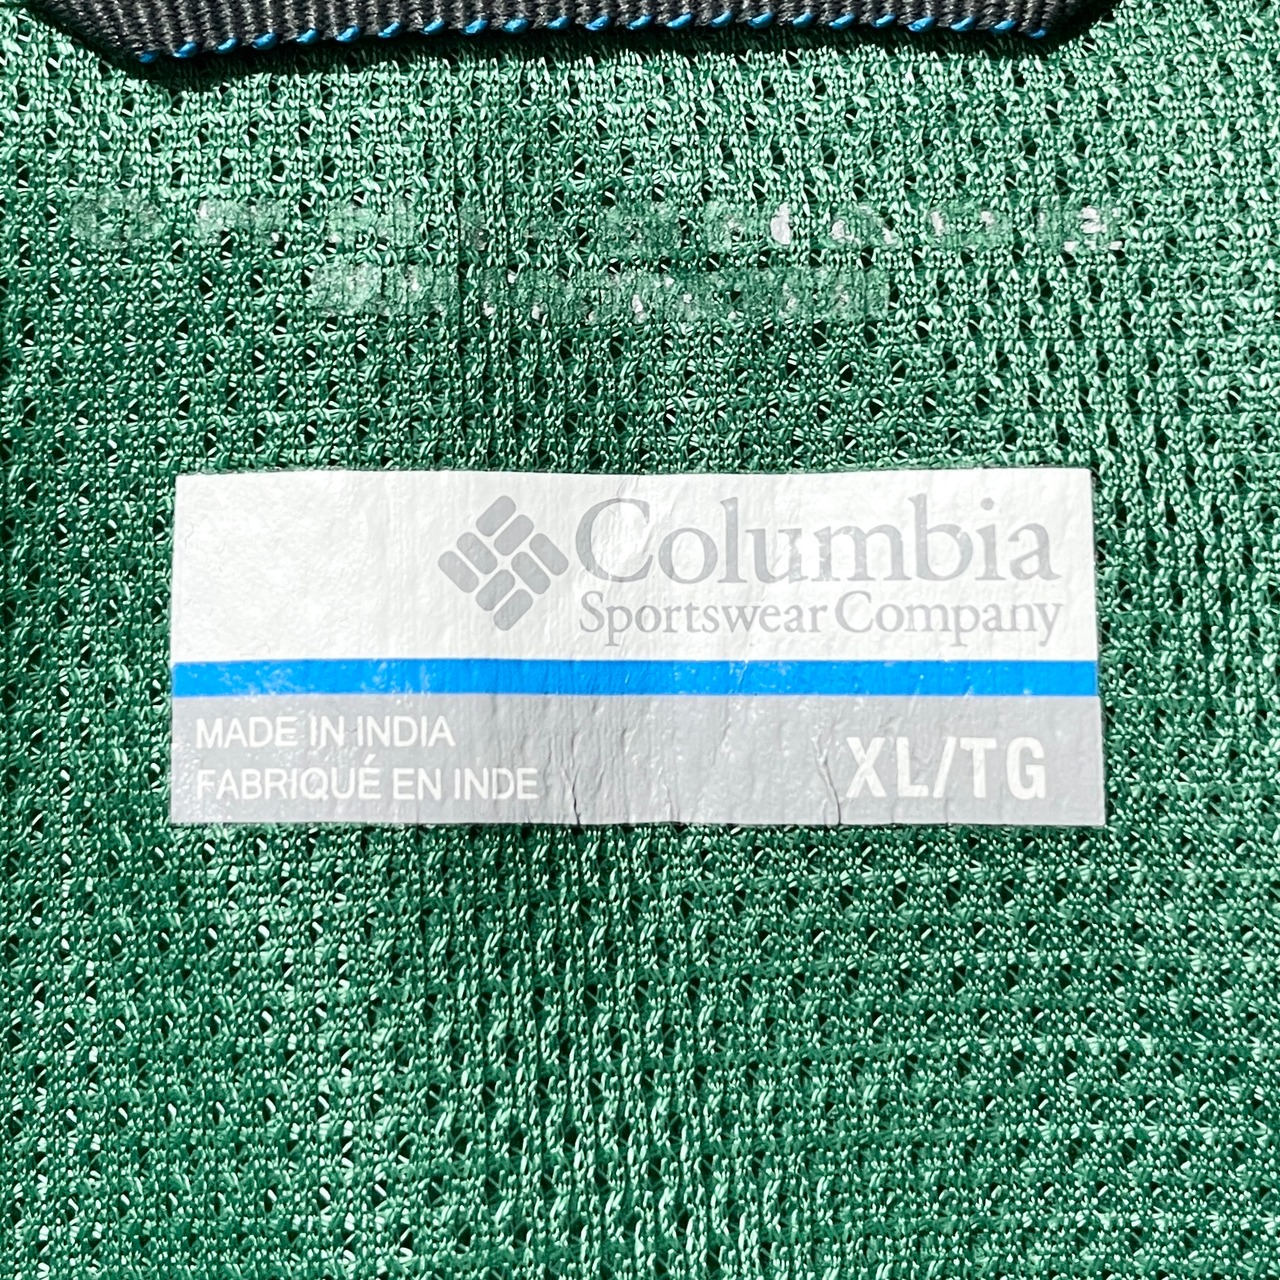 Columbia
Sportswear Company
MADE IN INDIA
FABRIQUÉ EN INDE
XL/TG